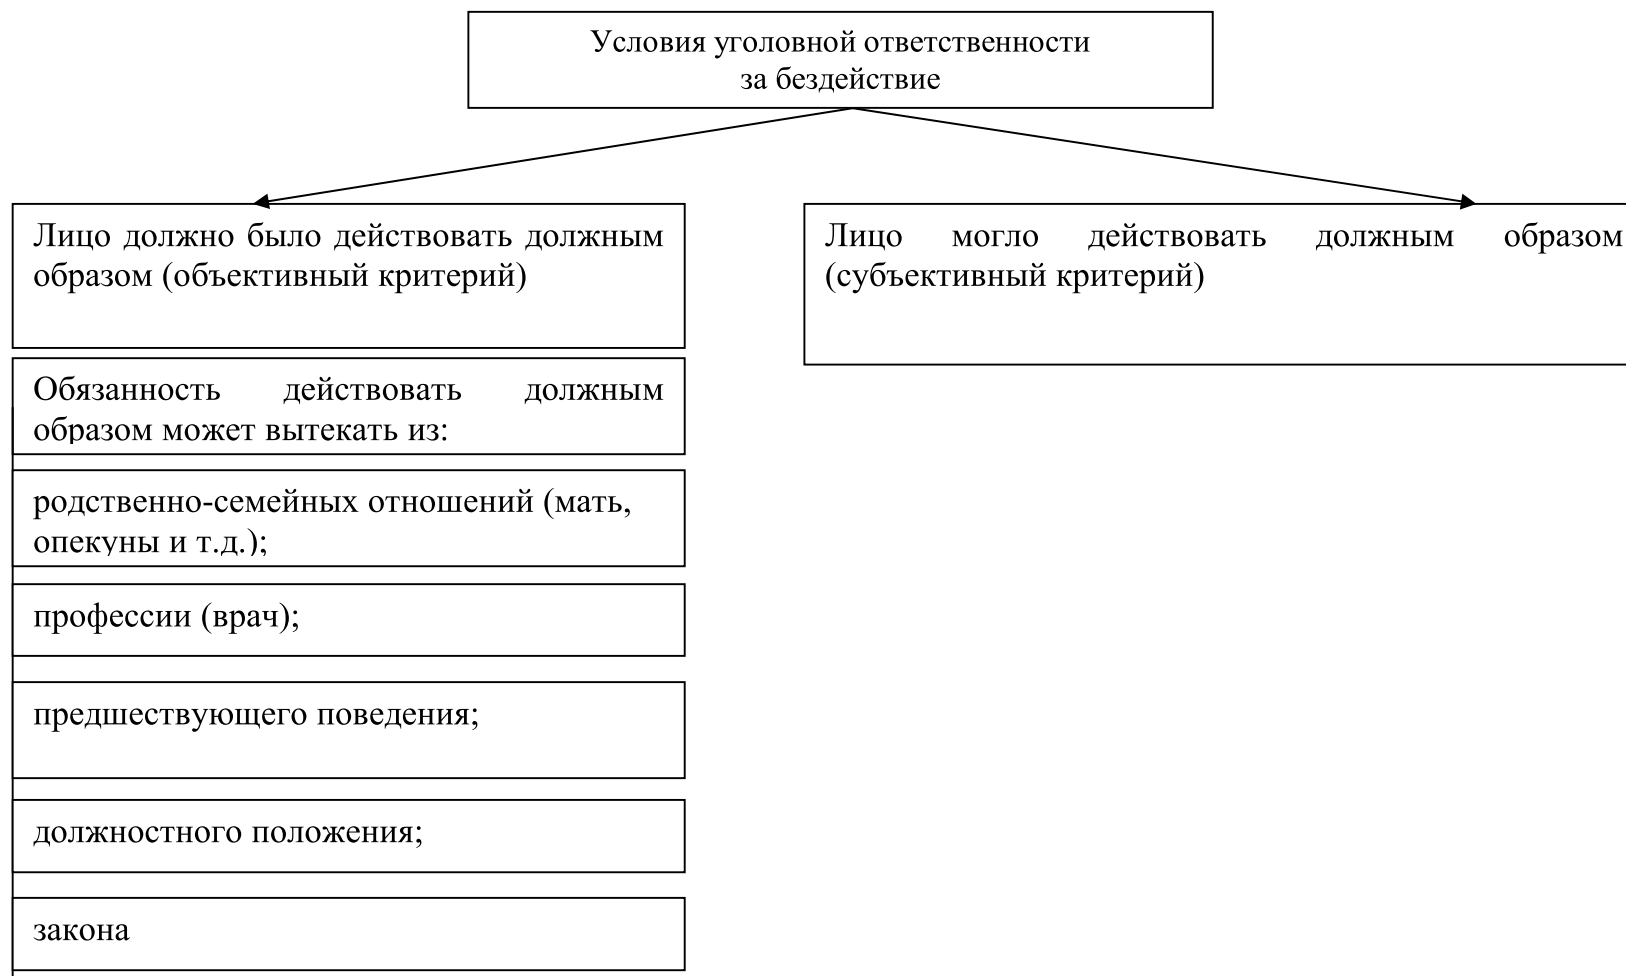 Условия уголовной ответственности
за бездействие
Лицо должно было действовать должным
образом (объективный критерий)
Лицо могло действовать должным образом
(субъективный критерий)
Обязанность действовать должным
образом может вытекать из:
родственно-семейных отношений (мать,
опекуны и т.д.);
профессии (врач);
предшествующего поведения;
должностного положения;
закона